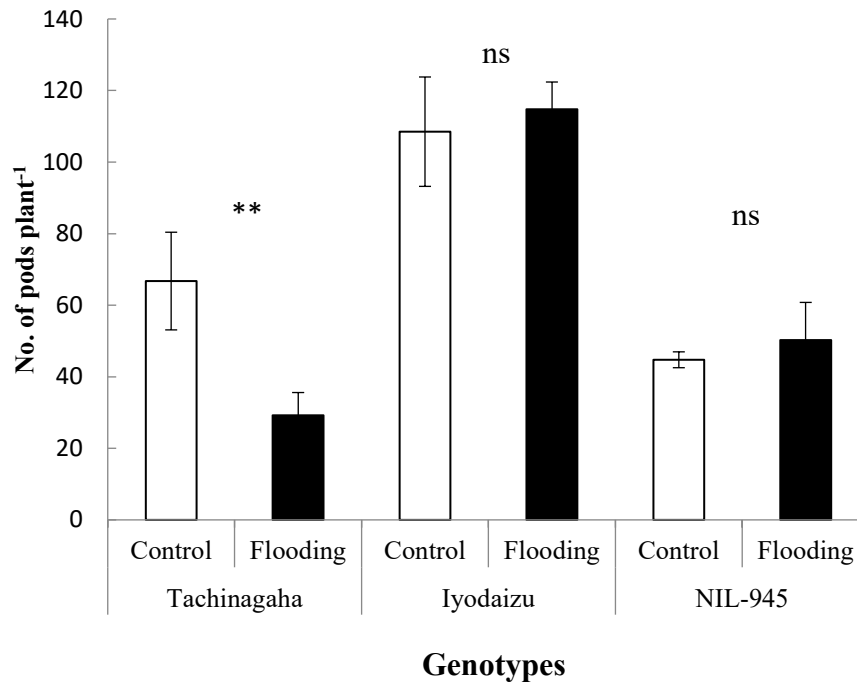 140
120
100
80
60
40
20
0
No. of pods plant⁻¹
**
ns
ns
Control Flooding Control Flooding Control Flooding
Tachinagaha Iyodaizu NIL-945
Genotypes